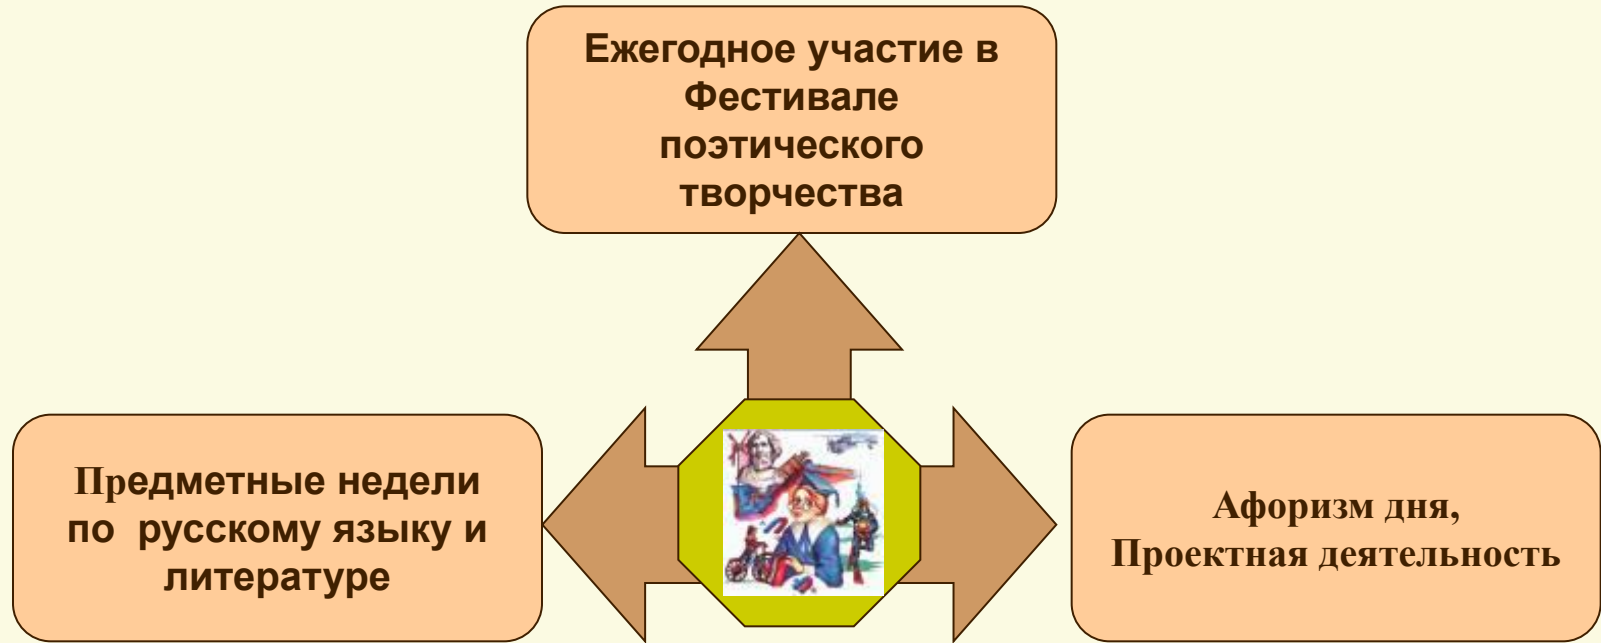 Ежегодное участие в
Фестивале
поэтического
творчества
Предметные недели
по русскому языку и
литературе
Афоризм дня,
Проектная деятельность